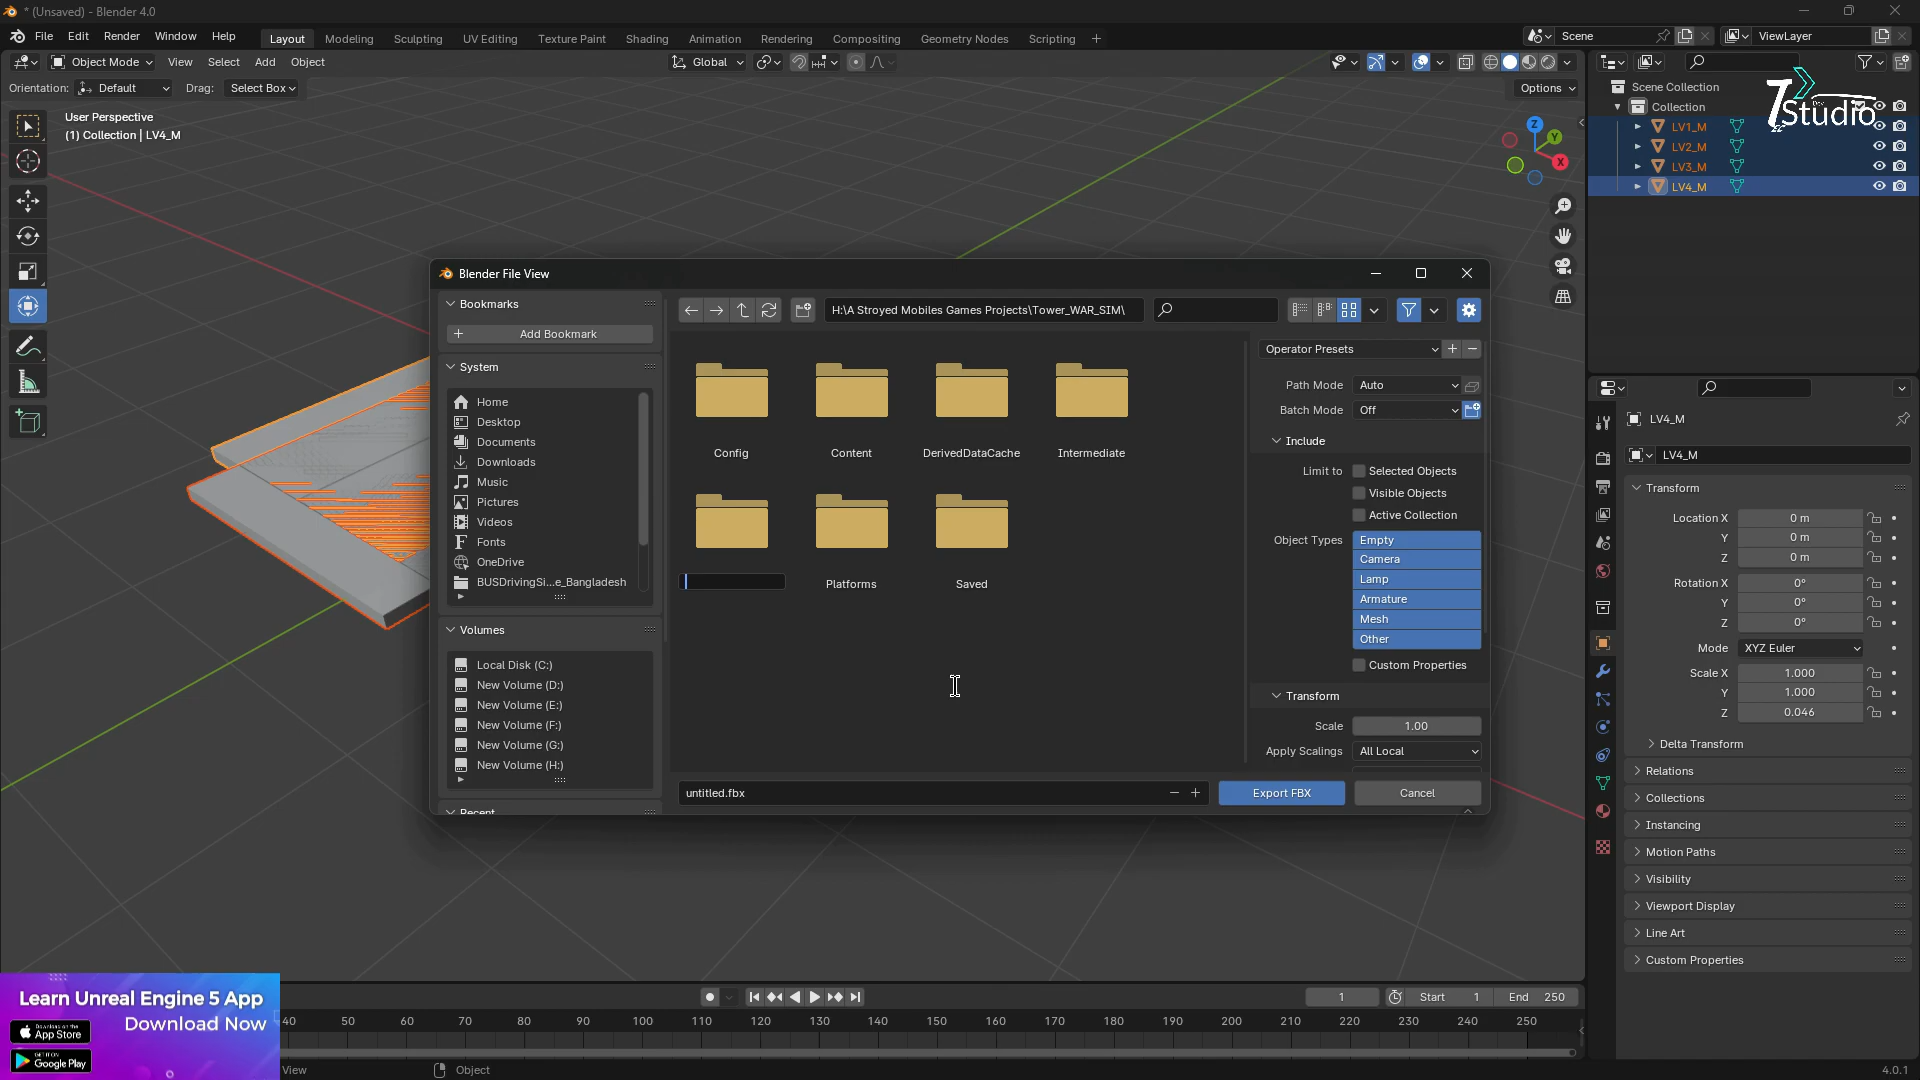 * (Unsaved) - Blender 4.0
File Edit Render Window Help
Layout Modeling Sculpting UV Editing Texture Paint Shading Animation Rendering Compositing Geometry Nodes Scripting
Scene
ViewLayer
Object Mode View Select Add Object
Global
Orientation: Default Drag: Select Box
Options
User Perspective
(1) Collection | LV4_M
Z
Y
X
Scene Collection
Collection
LV1_M
LV2_M
LV3_M
LV4_M
7 Dev
Studio
Blender File View
Bookmarks
Add Bookmark
System
Home
Desktop
Documents
Downloads
Music
Pictures
Videos
Fonts
OneDrive
BUSDrivingSi...e_Bangladesh
Volumes
Local Disk (C:)
New Volume (D:)
New Volume (E:)
New Volume (F:)
New Volume (G:)
New Volume (H:)
Recent
H:\A Stroyed Mobiles Games Projects\Tower_WAR_SIM\
Config Content DerivedDataCache Intermediate
Platforms Saved
untitled.fbx
Export FBX
Cancel
Operator Presets
Path Mode Auto
Batch Mode Off
Include
Limit to Selected Objects
Visible Objects
Active Collection
Object Types Empty
Camera
Lamp
Armature
Mesh
Other
Custom Properties
Transform
Scale 1.00
Apply Scalings All Local
LV4_M
LV4_M
Transform
Location X 0 m
Y 0 m
Z 0 m
Rotation X 0°
Y 0°
Z 0°
Mode XYZ Euler
Scale X 1.000
Y 1.000
Z 0.046
Delta Transform
Relations
Collections
Instancing
Motion Paths
Visibility
Viewport Display
Line Art
Custom Properties
1
Start 1
End 250
40 50 60 70 80 90 100 110 120 130 140 150 160 170 180 190 200 210 220 230 240 250
View
Object
4.0.1
Learn Unreal Engine 5 App
Download Now
Download on the
App Store
GET IT ON
Google Play